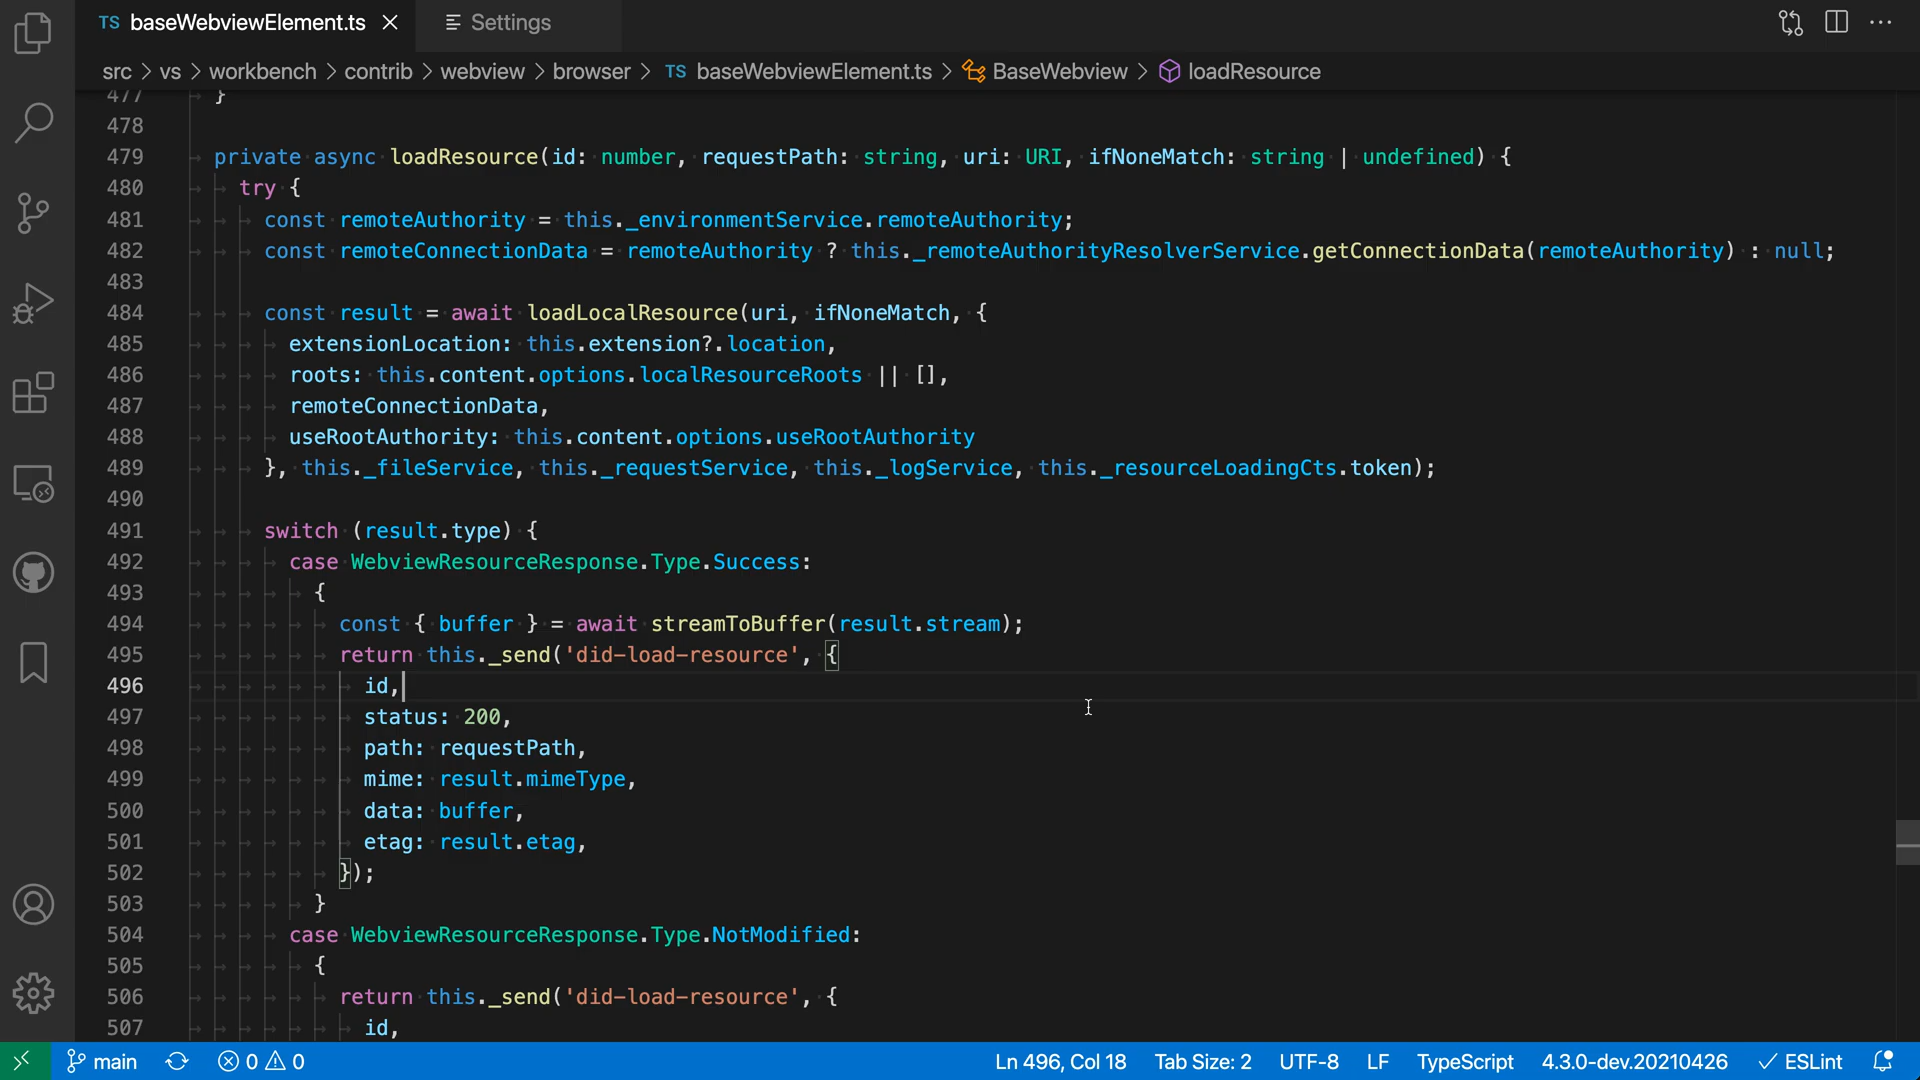 TS baseWebviewElement.ts
Settings
src > vs > workbench > contrib > webview > browser > TS baseWebviewElement.ts > BaseWebview > loadResource
477 }
478
479 private async loadResource(id: number, requestPath: string, uri: URI, ifNoneMatch: string | undefined) {
480 try {
481 const remoteAuthority = this._environmentService.remoteAuthority;
482 const remoteConnectionData = remoteAuthority ? this._remoteAuthorityResolverService.getConnectionData(remoteAuthority) : null;
483
484 const result = await loadLocalResource(uri, ifNoneMatch, {
485 extensionLocation: this.extension?.location,
486 roots: this.content.options.localResourceRoots || [],
487 remoteConnectionData,
488 useRootAuthority: this.content.options.useRootAuthority
489 }, this._fileService, this._requestService, this._logService, this._resourceLoadingCts.token);
490
491 switch (result.type) {
492 case WebviewResourceResponse.Type.Success:
493 {
494 const { buffer } = await streamToBuffer(result.stream);
495 return this._send('did-load-resource', {
496 id,
497 status: 200,
498 path: requestPath,
499 mime: result.mimeType,
500 data: buffer,
501 etag: result.etag,
502 });
503 }
504 case WebviewResourceResponse.Type.NotModified:
505 {
506 return this._send('did-load-resource', {
507 id,
main 0 0 Ln 496, Col 18 Tab Size: 2 UTF-8 LF TypeScript 4.3.0-dev.20210426 ESLint